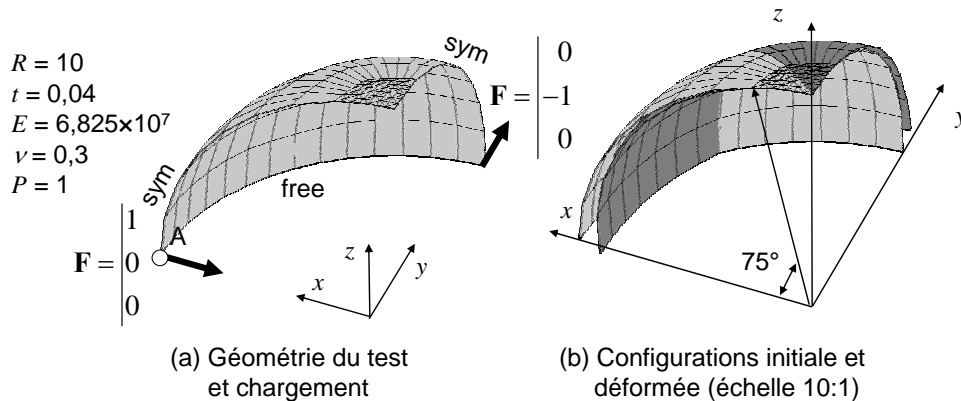 R = 10
t = 0,04
E = 6,825×10⁷
ν = 0,3
P = 1
sym
sym
free
A
F = | 1 0 0
F = | 0 −1 0
x
y
z
(a) Géométrie du test
et chargement
z
y
x
75°
(b) Configurations initiale et
déformée (échelle 10:1)